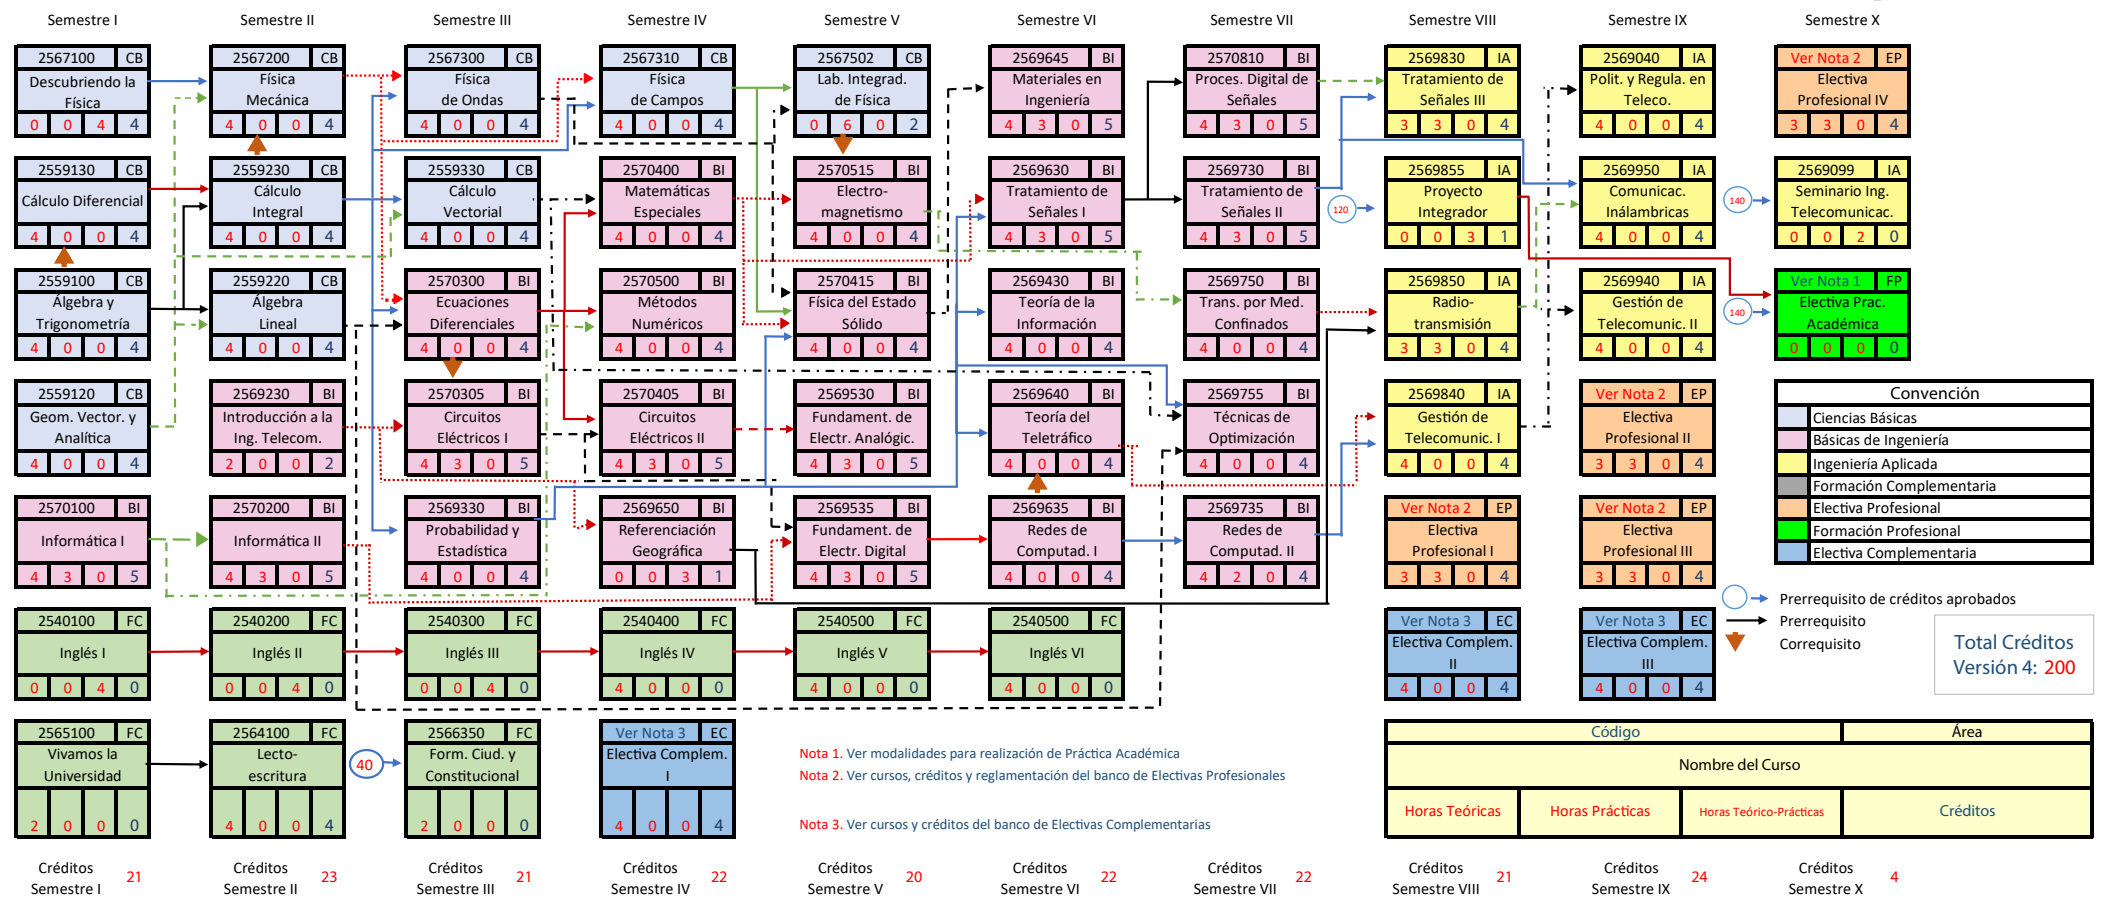 Semestre I
Semestre II
Semestre III
Semestre IV
Semestre V
Semestre VI
Semestre VII
Semestre VIII
Semestre IX
Semestre X
2567100 CB
Descubriendo la
Física
0 0 4 4
2567200 CB
Física
Mecánica
4 0 0 4
2567300 CB
Física
de Ondas
4 0 0 4
2567310 CB
Física
de Campos
4 0 0 4
2567502 CB
Lab. Integrad.
de Física
0 6 0 2
2569645 BI
Materiales en
Ingeniería
4 3 0 5
2570810 BI
Proces. Digital de
Señales
4 3 0 5
2569830 IA
Tratamiento de
Señales III
3 3 0 4
2569040 IA
Polit. y Regula. en
Teleco.
4 0 0 4
Ver Nota 2 EP
Electiva
Profesional IV
3 3 0 4
2559130 CB
Cálculo Diferencial
4 0 0 4
2559230 CB
Cálculo
Integral
4 0 0 4
2559330 CB
Cálculo
Vectorial
4 0 0 4
2570400 BI
Matemáticas
Especiales
4 0 0 4
2570515 BI
Electro-
magnetismo
4 0 0 4
2569630 BI
Tratamiento de
Señales I
4 3 0 5
2569730 BI
Tratamiento de
Señales II
4 3 0 5
120
2569855 IA
Proyecto
Integrador
0 0 3 1
2569950 IA
Comunicac.
Inálambricas
4 0 0 4
140
2569099 IA
Seminario Ing.
Telecomunicac.
0 0 2 0
2559100 CB
Álgebra y
Trigonometría
4 0 0 4
2559220 CB
Álgebra
Lineal
4 0 0 4
2570300 BI
Ecuaciones
Diferenciales
4 0 0 4
2570500 BI
Métodos
Numéricos
4 0 0 4
2570415 BI
Física del Estado
Sólido
4 0 0 4
2569430 BI
Teoría de la
Información
4 0 0 4
2569750 BI
Trans. por Med.
Confinados
4 0 0 4
2569850 IA
Radio-
transmisión
3 3 0 4
2569940 IA
Gestión de
Telecomunic. II
4 0 0 4
140
Ver Nota 1 FP
Electiva Prac.
Académica
0 0 0 0
2559120 CB
Geom. Vector. y
Analítica
4 0 0 4
2569230 BI
Introducción a la
Ing. Telecom.
2 0 0 2
2570305 BI
Circuitos
Eléctricos I
4 3 0 5
2570405 BI
Circuitos
Eléctricos II
4 3 0 5
2569530 BI
Fundament. de
Electr. Analógic.
4 3 0 5
2569640 BI
Teoría del
Teletráfico
4 0 0 4
2569755 BI
Técnicas de
Optimización
4 0 0 4
2569840 IA
Gestión de
Telecomunic. I
4 0 0 4
Ver Nota 2 EP
Electiva
Profesional II
3 3 0 4
Convención
Ciencias Básicas
Básicas de Ingeniería
Ingeniería Aplicada
Formación Complementaria
Electiva Profesional
Formación Profesional
Electiva Complementaria
2570100 BI
Informática I
4 3 0 5
2570200 BI
Informática II
4 3 0 5
2569330 BI
Probabilidad y
Estadística
4 0 0 4
2569650 BI
Referenciación
Geográfica
0 0 3 1
2569535 BI
Fundament. de
Electr. Digital
4 3 0 5
2569635 BI
Redes de
Computad. I
4 0 0 4
2569735 BI
Redes de
Computad. II
4 2 0 4
Ver Nota 2 EP
Electiva
Profesional I
3 3 0 4
Ver Nota 2 EP
Electiva
Profesional III
3 3 0 4
Prerrequisito de créditos aprobados
Prerrequisito
Correquisito
Total Créditos
Versión 4: 200
2540100 FC
Inglés I
0 0 4 0
2540200 FC
Inglés II
0 0 4 0
2540300 FC
Inglés III
0 0 4 0
2540400 FC
Inglés IV
4 0 0 0
2540500 FC
Inglés V
4 0 0 0
2540500 FC
Inglés VI
4 0 0 0
Ver Nota 3 EC
Electiva Complem.
II
4 0 0 4
Ver Nota 3 EC
Electiva Complem.
III
4 0 0 4
2565100 FC
Vivamos la
Universidad
2 0 0 0
2564100 FC
Lecto-
escritura
4 0 0 4
40
2566350 FC
Form. Ciud. y
Constitucional
2 0 0 0
Ver Nota 3 EC
Electiva Complem.
I
4 0 0 4
Nota 1. Ver modalidades para realización de Práctica Académica
Nota 2. Ver cursos, créditos y reglamentación del banco de Electivas Profesionales
Nota 3. Ver cursos y créditos del banco de Electivas Complementarias
Código Área
Nombre del Curso
Horas Teóricas Horas Prácticas Horas Teórico-Prácticas Créditos
Créditos
Semestre I 21
Créditos
Semestre II 23
Créditos
Semestre III 21
Créditos
Semestre IV 22
Créditos
Semestre V 20
Créditos
Semestre VI 22
Créditos
Semestre VII 22
Créditos
Semestre VIII 21
Créditos
Semestre IX 24
Créditos
Semestre X 4